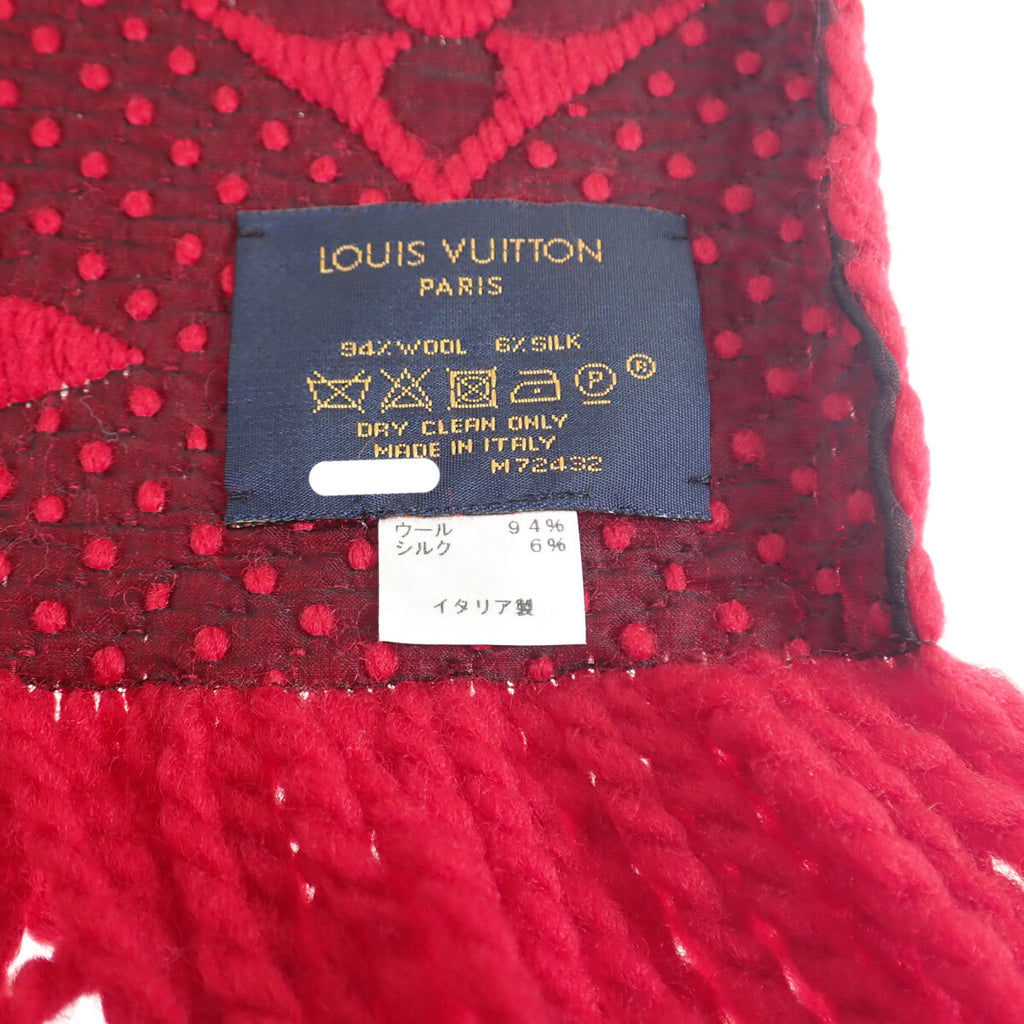 LOUIS VUITTON
PARIS
94% WOOL 6% SILK
P ®
DRY CLEAN ONLY
MADE IN ITALY
M72432
ウール 94%
シルク 6%
イタリア製